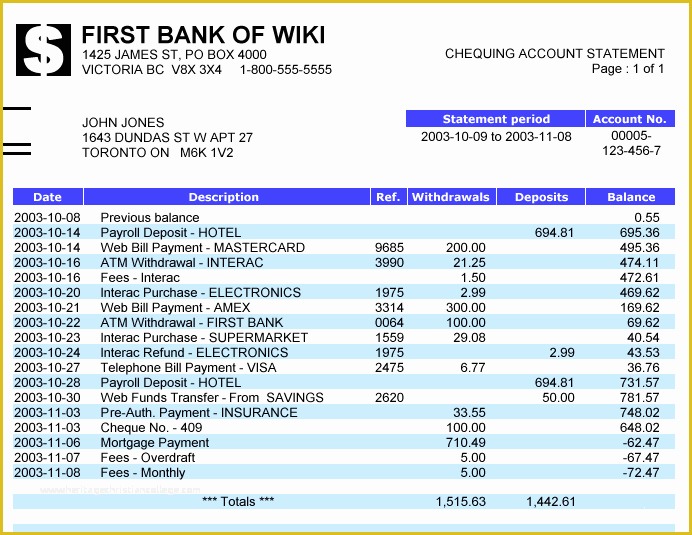 $
FIRST BANK OF WIKI
1425 JAMES ST, PO BOX 4000
VICTORIA BC V8X 3X4 1-800-555-5555
CHEQUING ACCOUNT STATEMENT
Page : 1 of 1
JOHN JONES
1643 DUNDAS ST W APT 27
TORONTO ON M6K 1V2
Statement period Account No.
2003-10-09 to 2003-11-08 00005-
123-456-7
Date Description Ref. Withdrawals Deposits Balance
2003-10-08 Previous balance 0.55
2003-10-14 Payroll Deposit - HOTEL 694.81 695.36
2003-10-14 Web Bill Payment - MASTERCARD 9685 200.00 495.36
2003-10-16 ATM Withdrawal - INTERAC 3990 21.25 474.11
2003-10-16 Fees - Interac 1.50 472.61
2003-10-20 Interac Purchase - ELECTRONICS 1975 2.99 469.62
2003-10-21 Web Bill Payment - AMEX 3314 300.00 169.62
2003-10-22 ATM Withdrawal - FIRST BANK 0064 100.00 69.62
2003-10-23 Interac Purchase - SUPERMARKET 1559 29.08 40.54
2003-10-24 Interac Refund - ELECTRONICS 1975 2.99 43.53
2003-10-27 Telephone Bill Payment - VISA 2475 6.77 36.76
2003-10-28 Payroll Deposit - HOTEL 694.81 731.57
2003-10-30 Web Funds Transfer - From SAVINGS 2620 50.00 781.57
2003-11-03 Pre-Auth. Payment - INSURANCE 33.55 748.02
2003-11-03 Cheque No. - 409 100.00 648.02
2003-11-06 Mortgage Payment 710.49 -62.47
2003-11-07 Fees - Overdraft 5.00 -67.47
2003-11-08 Fees - Monthly 5.00 -72.47
*** Totals *** 1,515.63 1,442.61